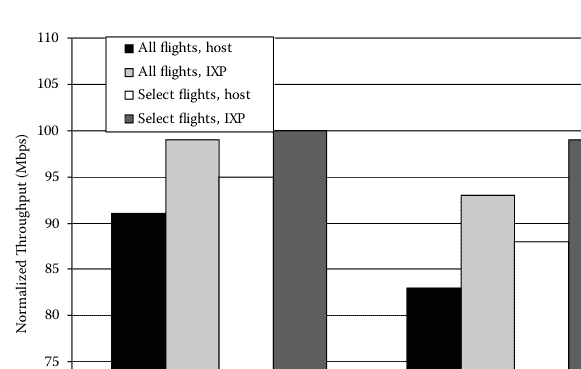 110
105
100
95
90
85
80
75
Normalized Throughput (Mbps)
All flights, host
All flights, IXP
Select flights, host
Select flights, IXP